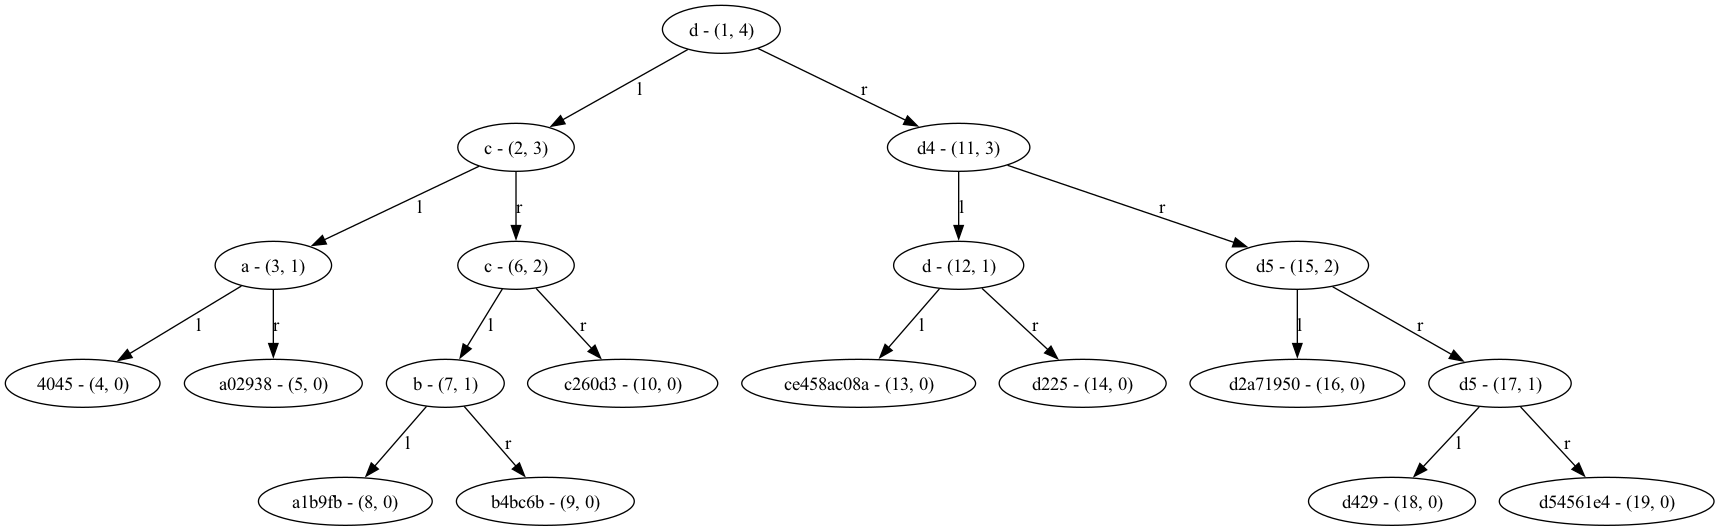 d - (1, 4)
l
r
c - (2, 3)
d4 - (11, 3)
l
r
l
r
a - (3, 1)
c - (6, 2)
d - (12, 1)
d5 - (15, 2)
l
r
l
r
l
r
l
r
4045 - (4, 0)
a02938 - (5, 0)
b - (7, 1)
c260d3 - (10, 0)
ce458ac08a - (13, 0)
d225 - (14, 0)
d2a71950 - (16, 0)
d5 - (17, 1)
l
r
l
r
a1b9fb - (8, 0)
b4bc6b - (9, 0)
d429 - (18, 0)
d54561e4 - (19, 0)